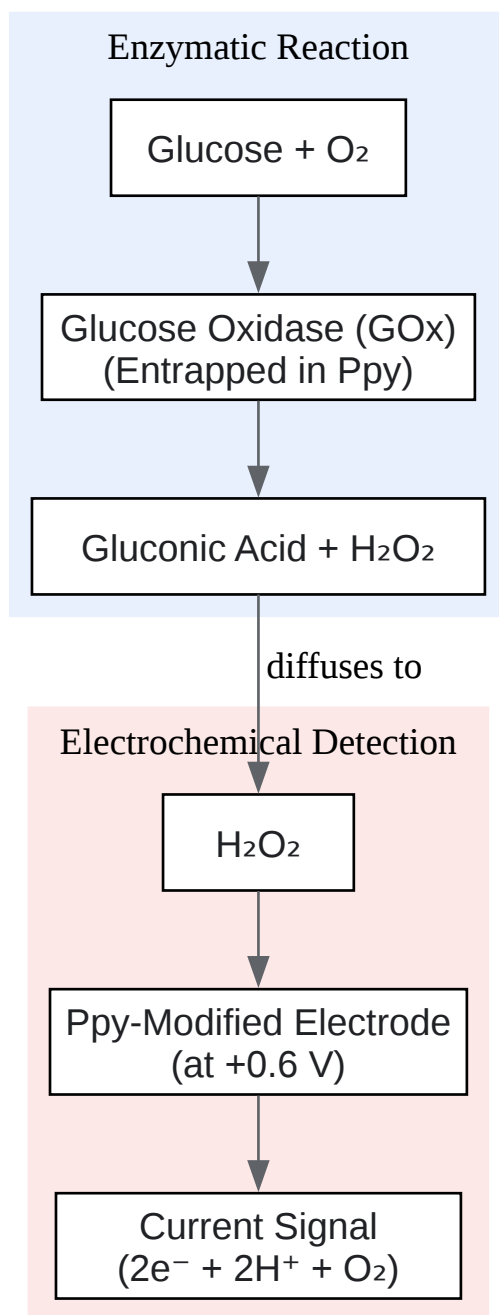 Enzymatic Reaction
Glucose + O₂
Glucose Oxidase (GOx)
(Entrapped in Ppy)
Gluconic Acid + H₂O₂
diffuses to
Electrochemical Detection
H₂O₂
Ppy-Modified Electrode
(at +0.6 V)
Current Signal
(2e⁻ + 2H⁺ + O₂)